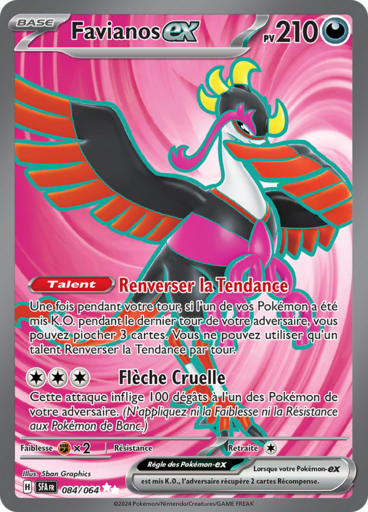 BASE
Favianos ex
PV 210
Talent Renverser la Tendance
Une fois pendant votre tour, si l'un de vos Pokémon a été
mis K.O. pendant le dernier tour de votre adversaire, vous
pouvez piocher 3 cartes. Vous ne pouvez utiliser qu'un
talent Renverser la Tendance par tour.
Flèche Cruelle
Cette attaque inflige 100 dégâts à l'un des Pokémon de
votre adversaire. (N'appliquez ni la Faiblesse ni la Résistance
aux Pokémon de Banc.)
Faiblesse ×2 Résistance Retraite
Illus. 5ban Graphics
Règle des Pokémon-ex
Lorsque votre Pokémon-ex
est mis K.O., l'adversaire récupère 2 cartes Récompense.
H SFA FR 084/064
©2024 Pokémon/Nintendo/Creatures/GAME FREAK